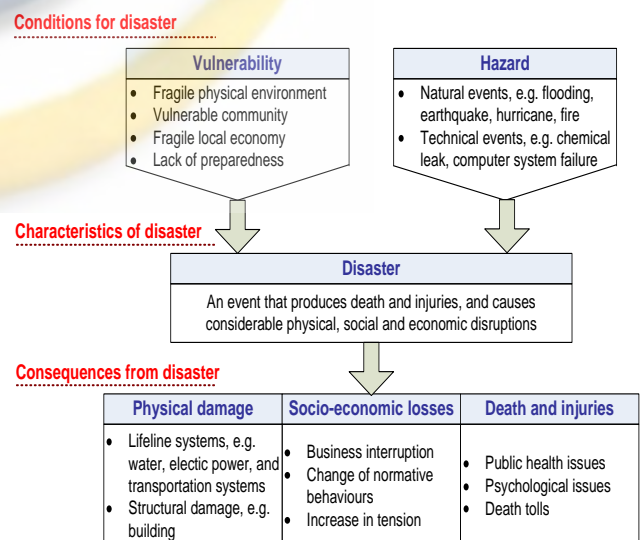 Conditions for disaster
Vulnerability
• Fragile physical environment
• Vulnerable community
• Fragile local economy
• Lack of preparedness
Hazard
• Natural events, e.g. flooding,
earthquake, hurricane, fire
• Technical events, e.g. chemical
leak, computer system failure
Characteristics of disaster
Disaster
An event that produces death and injuries, and causes
considerable physical, social and economic disruptions
Consequences from disaster
Physical damage
• Lifeline systems, e.g.
water, electic power, and
transportation systems
• Structural damage, e.g.
building
Socio-economic losses
• Business interruption
• Change of normative
behaviours
• Increase in tension
Death and injuries
• Public health issues
• Psychological issues
• Death tolls